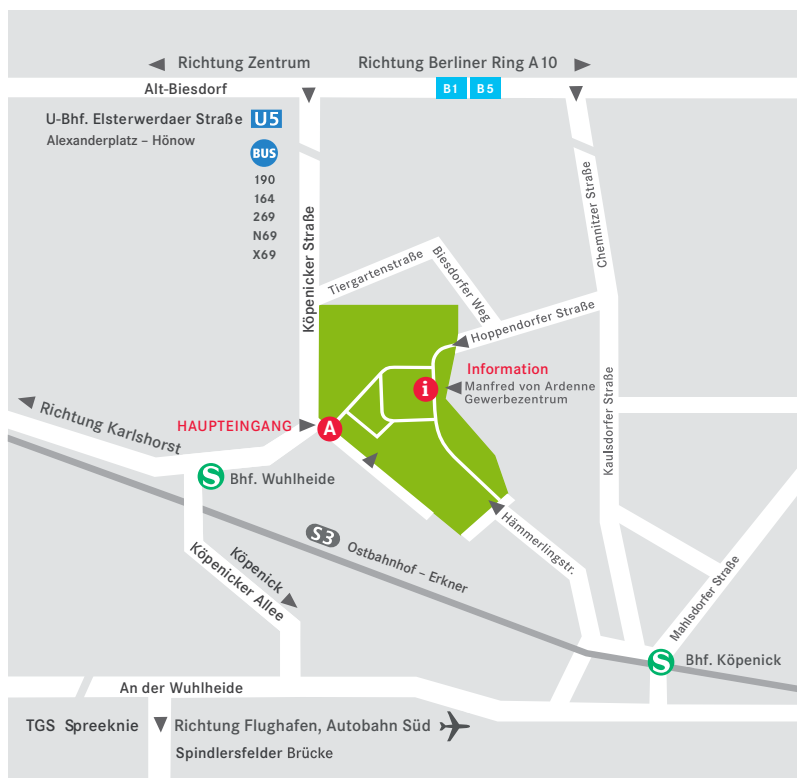 Richtung Zentrum
Richtung Berliner Ring A10
Alt-Biesdorf
B1
B5
U-Bhf. Elsterwerdaer Straße U5
Alexanderplatz – Hönow
BUS
190
164
269
N69
X69
Köpenicker Straße
Chemnitzer Straße
Tiergartenstraße
Biesdorfer Weg
Hoppendorfer Straße
Information
i
Manfred von Ardenne
Gewerbezentrum
Kaulsdorfer Straße
Richtung Karlshorst
HAUPTEINGANG
A
S
Bhf. Wuhlheide
Hämmerlingstr.
S3
Ostbahnhof – Erkner
Köpenick
Köpenicker Allee
Mahlsdorfer Straße
S
Bhf. Köpenick
An der Wuhlheide
TGS Spreeknie
Richtung Flughafen, Autobahn Süd
Spindlersfelder Brücke